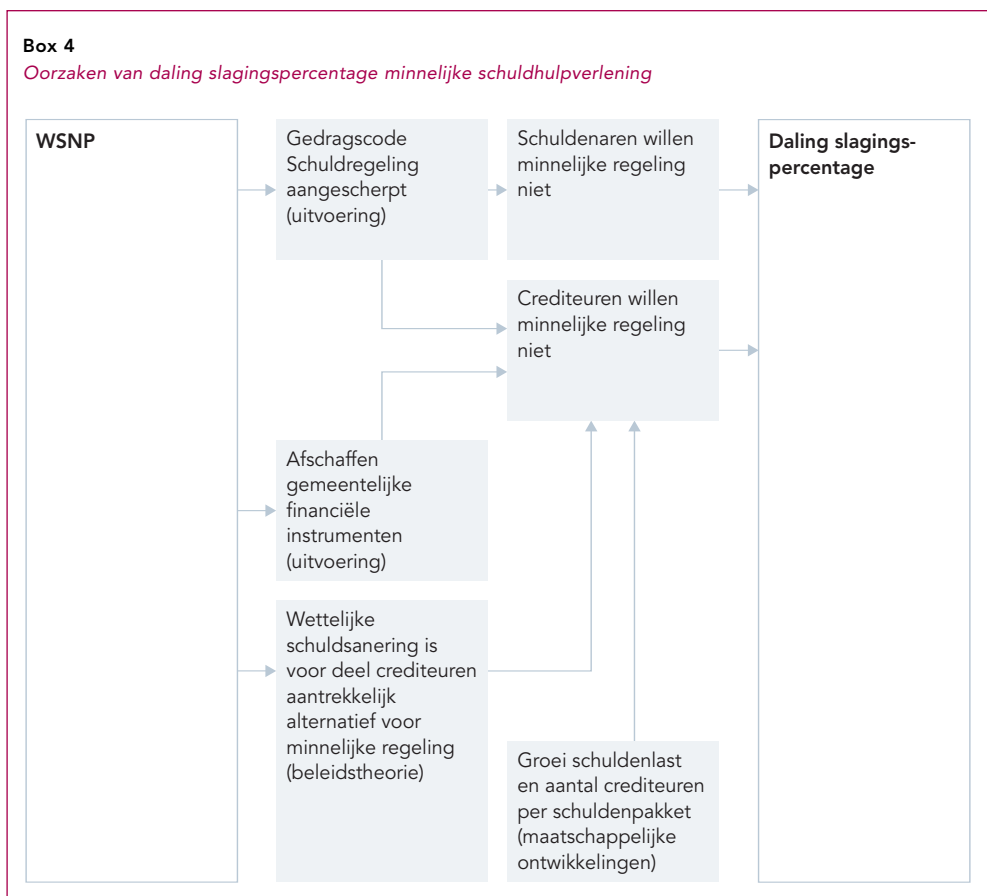 Box 4
Oorzaken van daling slagingspercentage minnelijke schuldhulpverlening
WSNP
Gedragscode
Schuldregeling
aangescherpt
(uitvoering)
Schuldenaren willen
minnelijke regeling
niet
Daling slagings-
percentage
Crediteuren willen
minnelijke regeling
niet
Afschaffen
gemeentelijke
financiële
instrumenten
(uitvoering)
Wettelijke
schuldsanering is
voor deel crediteuren
aantrekkelijk
alternatief voor
minnelijke regeling
(beleidstheorie)
Groei schuldenlast
en aantal crediteuren
per schuldenpakket
(maatschappelijke
ontwikkelingen)